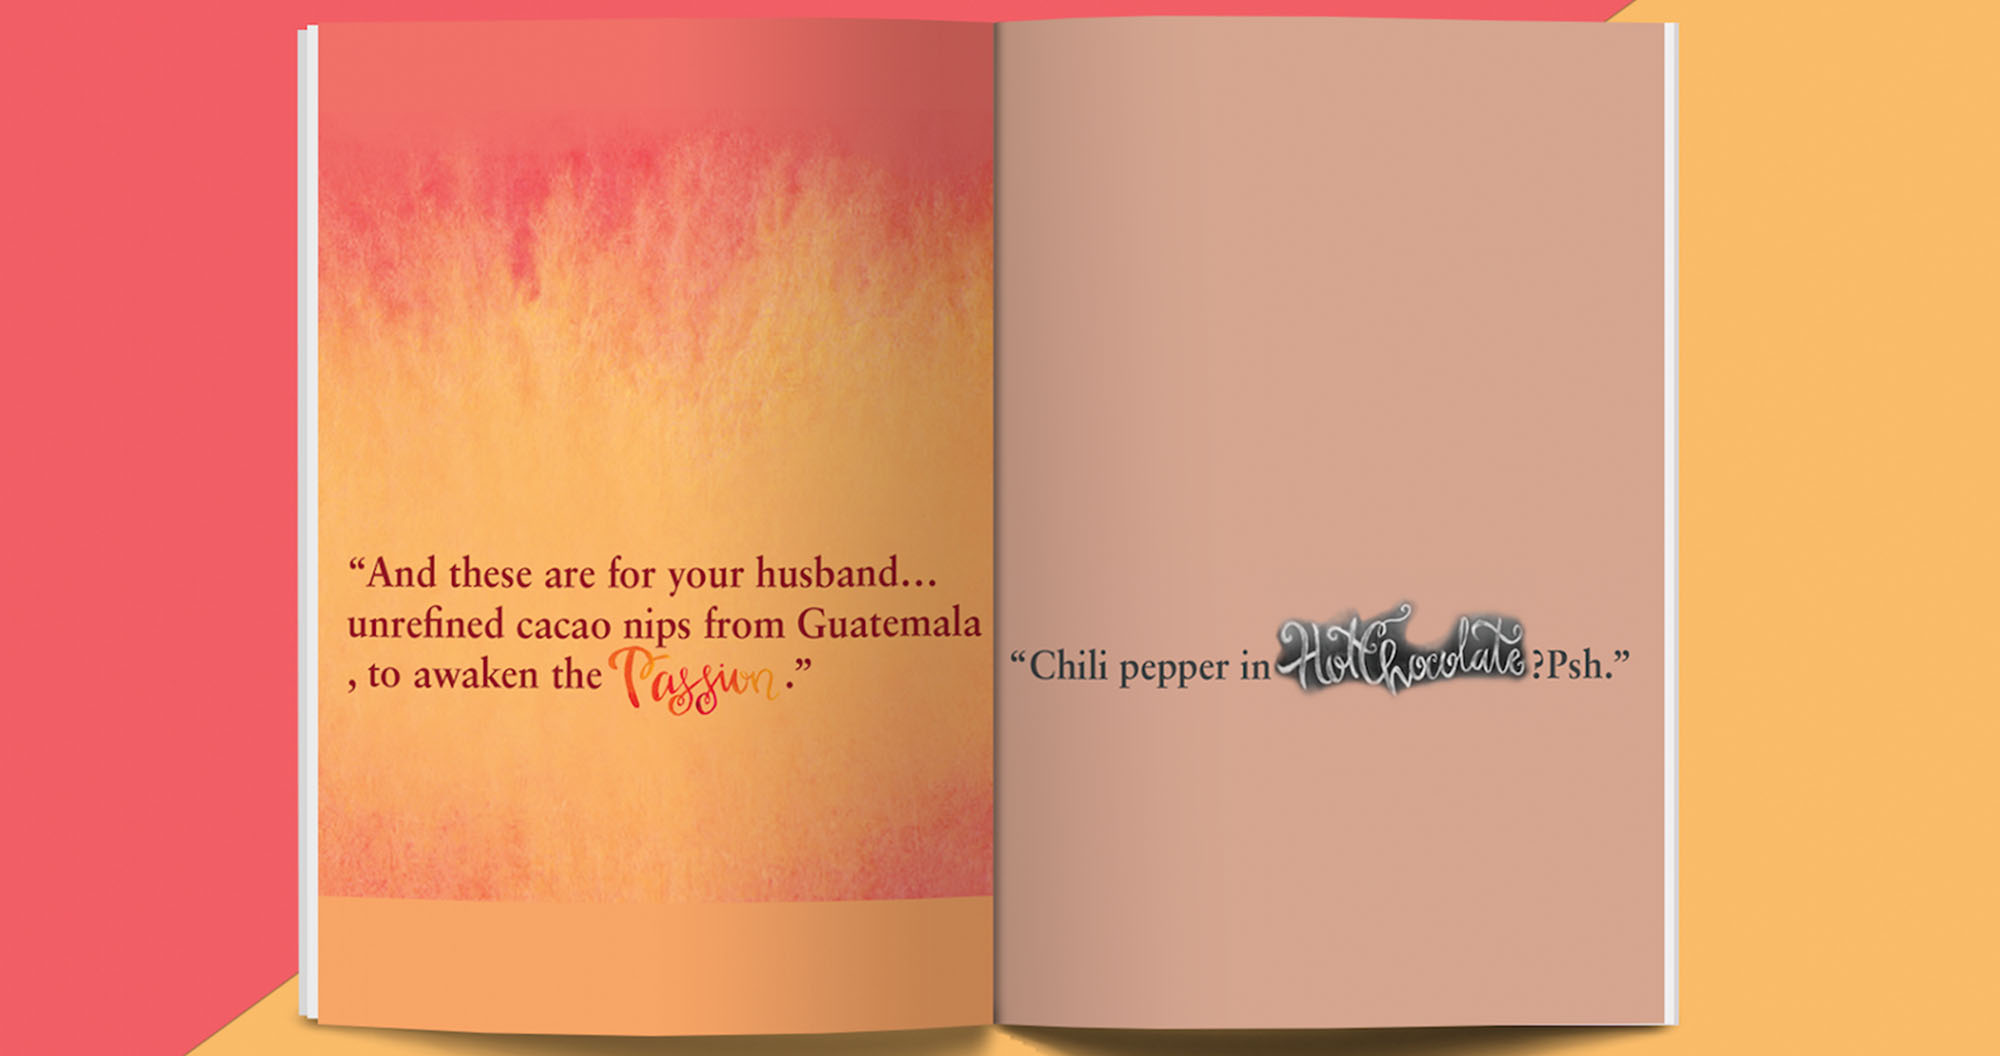 “And these are for your husband…
unrefined cacao nips from Guatemala
, to awaken the Passion.”
“Chili pepper in HotChocolate?Psh.”